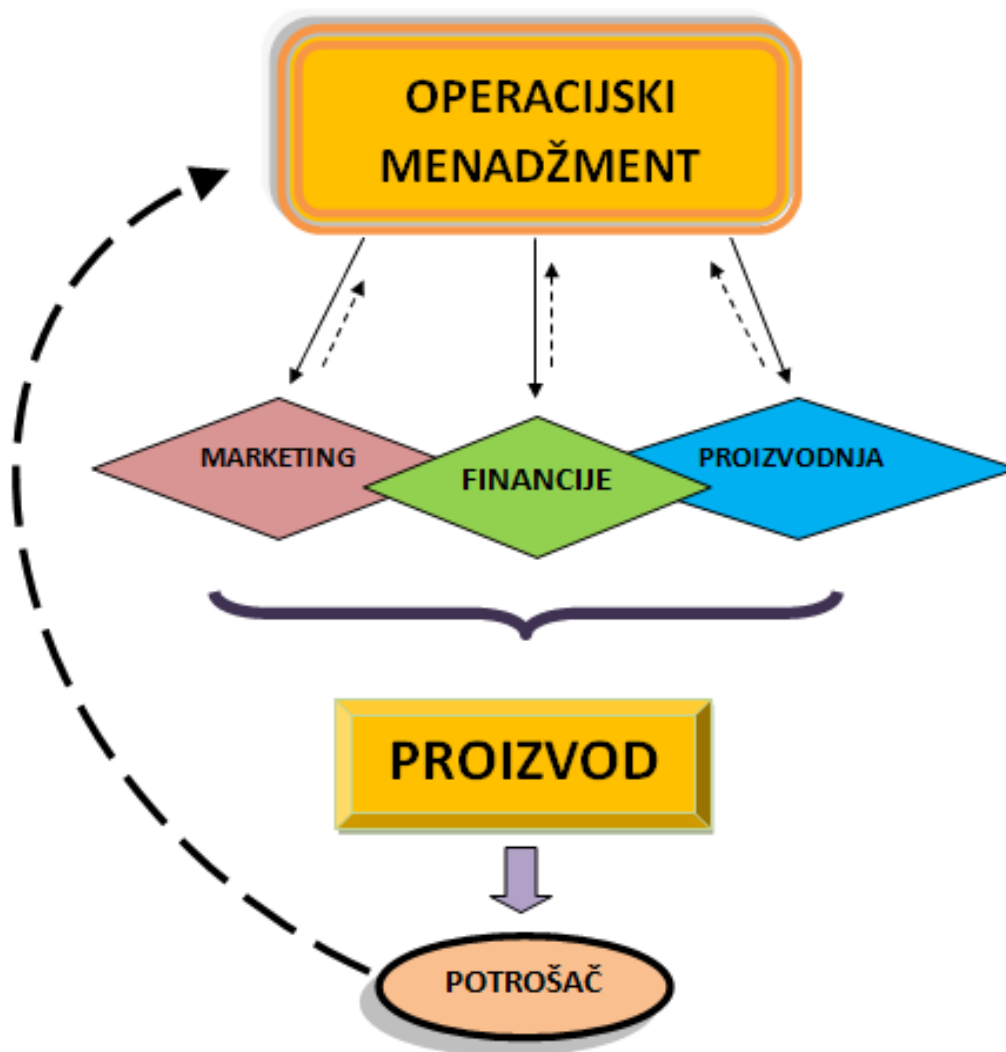 OPERACIJSKI
MENADŽMENT
MARKETING
FINANCIJE
PROIZVODNJA
PROIZVOD
POTROŠAČ